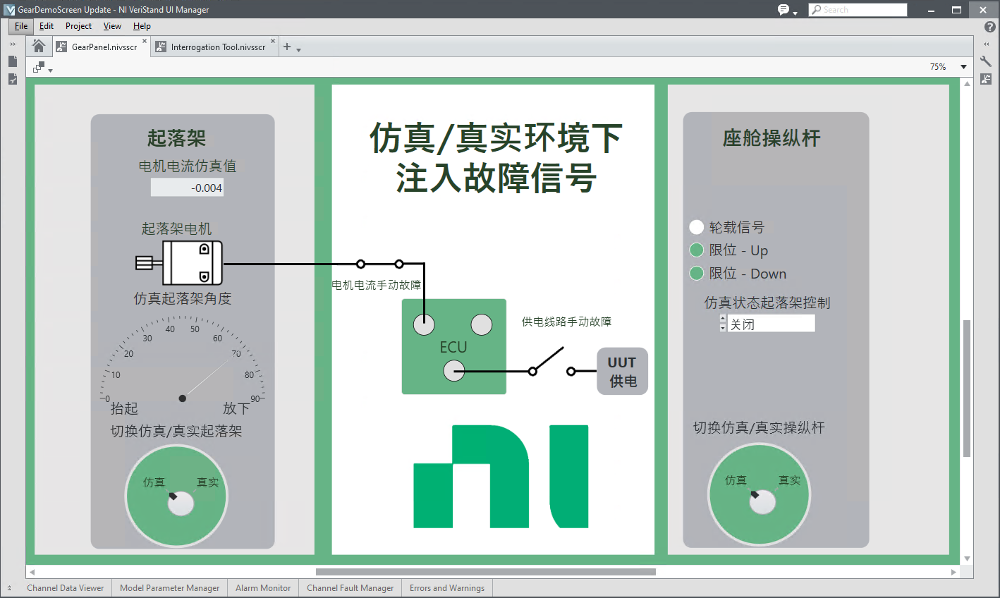 GearDemoScreen Update - NI VeriStand UI Manager
Search
File Edit Project View Help
GearPanel.nivsscr
Interrogation Tool.nivsscr
75%
起落架
电机电流仿真值
-0.004
起落架电机
仿真起落架角度
0 10 20 30 40 50 60 70 80 90
抬起
放下
切换仿真/真实起落架
仿真
真实
仿真/真实环境下
注入故障信号
电机电流手动故障
供电线路手动故障
ECU
UUT
供电
ni
座舱操纵杆
轮载信号
限位 - Up
限位 - Down
仿真状态起落架控制
关闭
切换仿真/真实操纵杆
仿真
真实
Channel Data Viewer
Model Parameter Manager
Alarm Monitor
Channel Fault Manager
Errors and Warnings